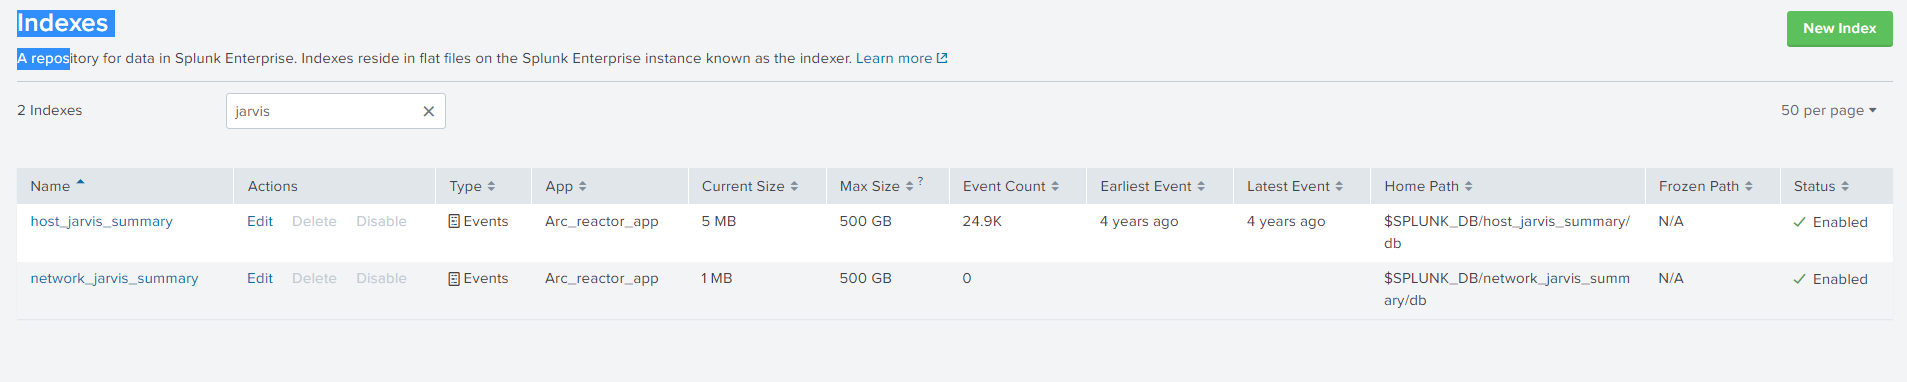 Indexes
New Index
A repository for data in Splunk Enterprise. Indexes reside in flat files on the Splunk Enterprise instance known as the indexer. Learn more
2 Indexes
jarvis
50 per page
Name Actions Type App Current Size Max Size ? Event Count Earliest Event Latest Event Home Path Frozen Path Status
host_jarvis_summary Edit Delete Disable Events Arc_reactor_app 5 MB 500 GB 24.9K 4 years ago 4 years ago $SPLUNK_DB/host_jarvis_summary/ N/A Enabled
db
network_jarvis_summary Edit Delete Disable Events Arc_reactor_app 1 MB 500 GB 0 $SPLUNK_DB/network_jarvis_summ N/A Enabled
ary/db